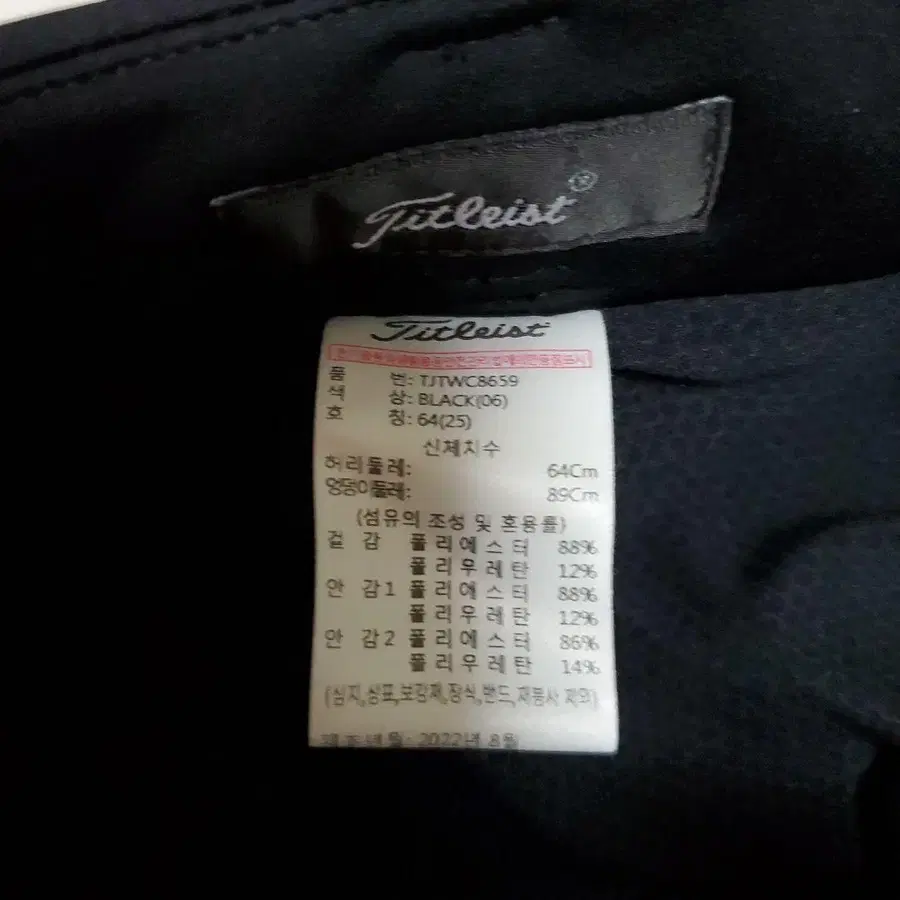 Titleist®
Titleist
품 번: TJTWC8659
색 상: BLACK(06)
호 칭: 64(25)
신체치수
허리둘레: 64Cm
엉덩이둘레: 89Cm
(섬유의 조성 및 혼용률)
겉 감 폴리에스터 88%
폴리우레탄 12%
안 감1 폴리에스터 88%
폴리우레탄 12%
안 감2 폴리에스터 86%
폴리우레탄 14%
(심지,상표,보강재,장식,밴드,재봉사 제외)
제조년월: 2022년 8월